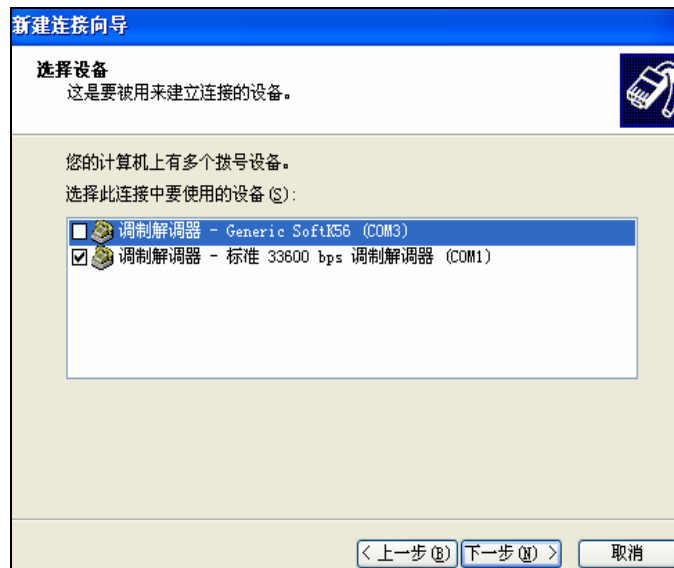 新建连接向导
选择设备
这是要被用来建立连接的设备。
您的计算机上有多个拨号设备。
选择此连接中要使用的设备(S):
调制解调器 - Generic SoftK56 (COM3)
调制解调器 - 标准 33600 bps 调制解调器 (COM1)
< 上一步(B) 下一步(N) > 取消